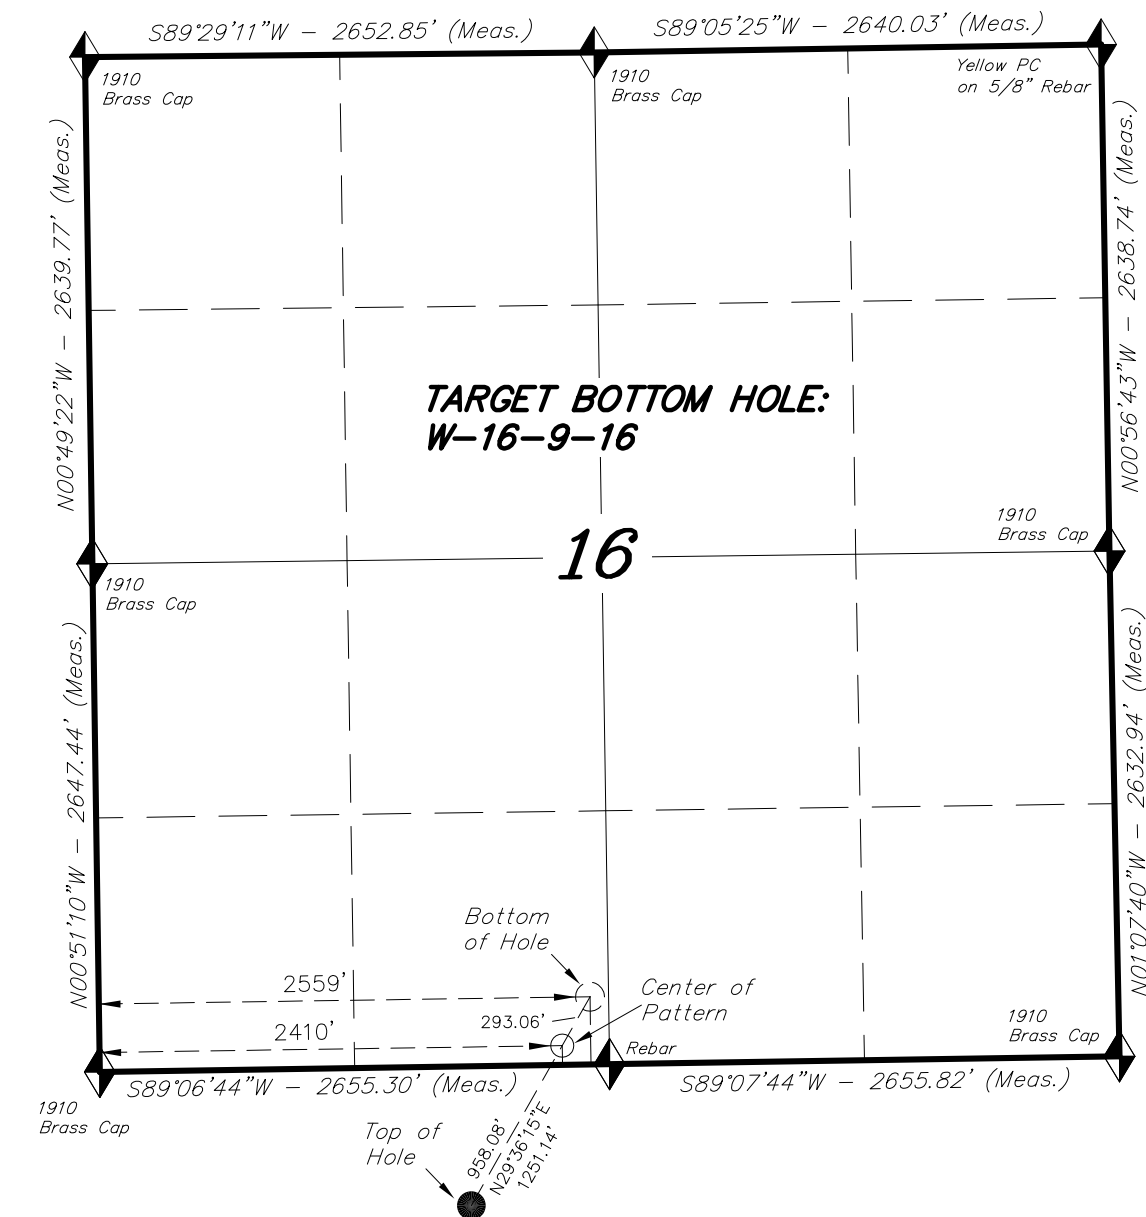 S89°29'11"W - 2652.85' (Meas.)
S89°05'25"W - 2640.03' (Meas.)
1910
Brass Cap
1910
Brass Cap
Yellow PC
on 5/8" Rebar
N00°49'22"W - 2639.77' (Meas.)
N00°56'43"W - 2638.74' (Meas.)
TARGET BOTTOM HOLE:
W-16-9-16
16
1910
Brass Cap
1910
Brass Cap
N00°51'10"W - 2647.44' (Meas.)
N01°07'40"W - 2632.94' (Meas.)
Bottom
of Hole
2559'
Center of
Pattern
293.06'
2410'
Rebar
1910
Brass Cap
S89°06'44"W - 2655.30' (Meas.)
S89°07'44"W - 2655.82' (Meas.)
1910
Brass Cap
Top of
Hole
958.08'
N29°36'15"E
1251.14'